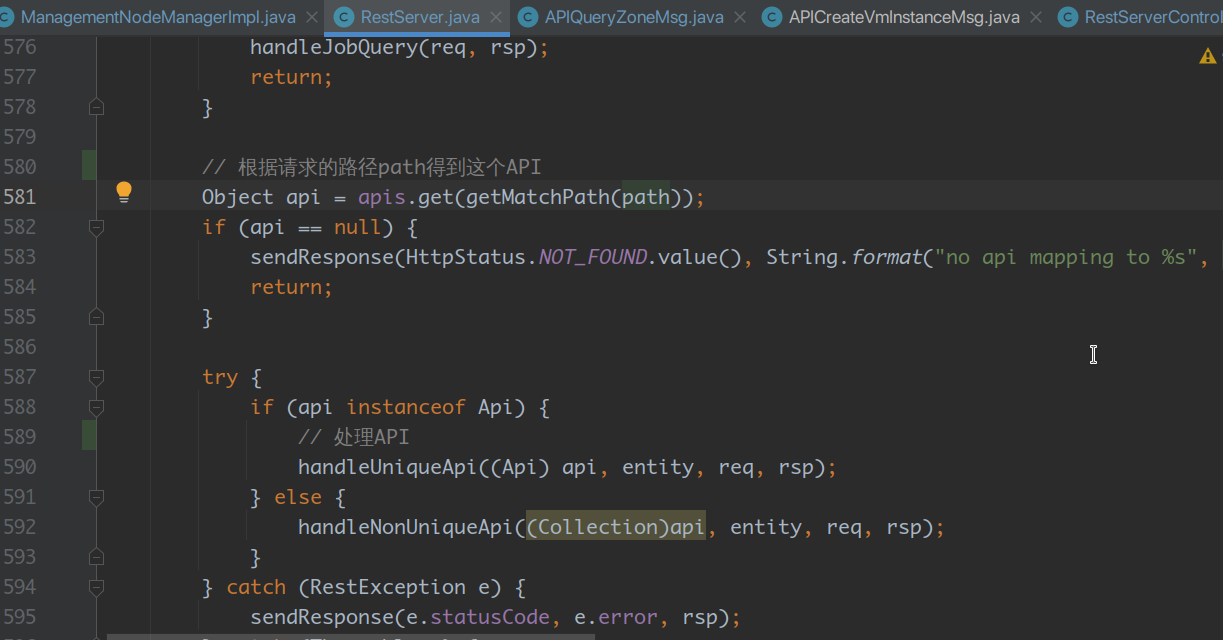 ManagementNodeManagerImpl.java RestServer.java APIQueryZoneMsg.java APICreateVmInstanceMsg.java RestServerControl
576 handleJobQuery(req, rsp);
577 return;
578 }
579
580 // 根据请求的路径path得到这个API
581 Object api = apis.get(getMatchPath(path));
582 if (api == null) {
583 sendResponse(HttpStatus.NOT_FOUND.value(), String.format("no api mapping to %s",
584 return;
585 }
586
587 try {
588 if (api instanceof Api) {
589 // 处理API
590 handleUniqueApi((Api) api, entity, req, rsp);
591 } else {
592 handleNonUniqueApi((Collection)api, entity, req, rsp);
593 }
594 } catch (RestException e) {
595 sendResponse(e.statusCode, e.error, rsp);